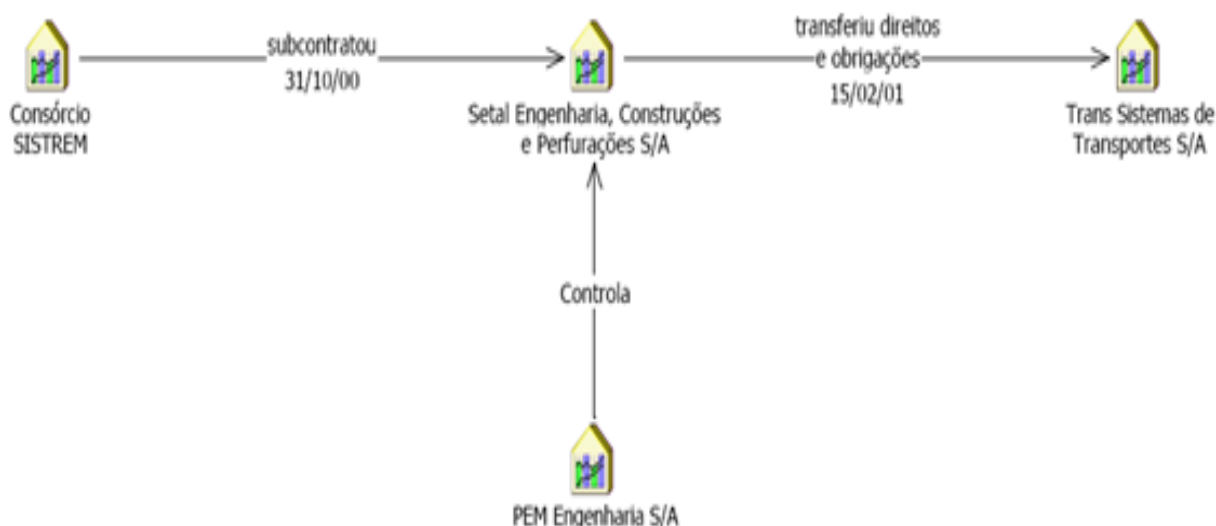 Consórcio
SISTREM
subcontratou
31/10/00
Setal Engenharia, Construções
e Perfurações S/A
transferiu direitos
e obrigações
15/02/01
Trans Sistemas de
Transportes S/A
Controla
PEM Engenharia S/A